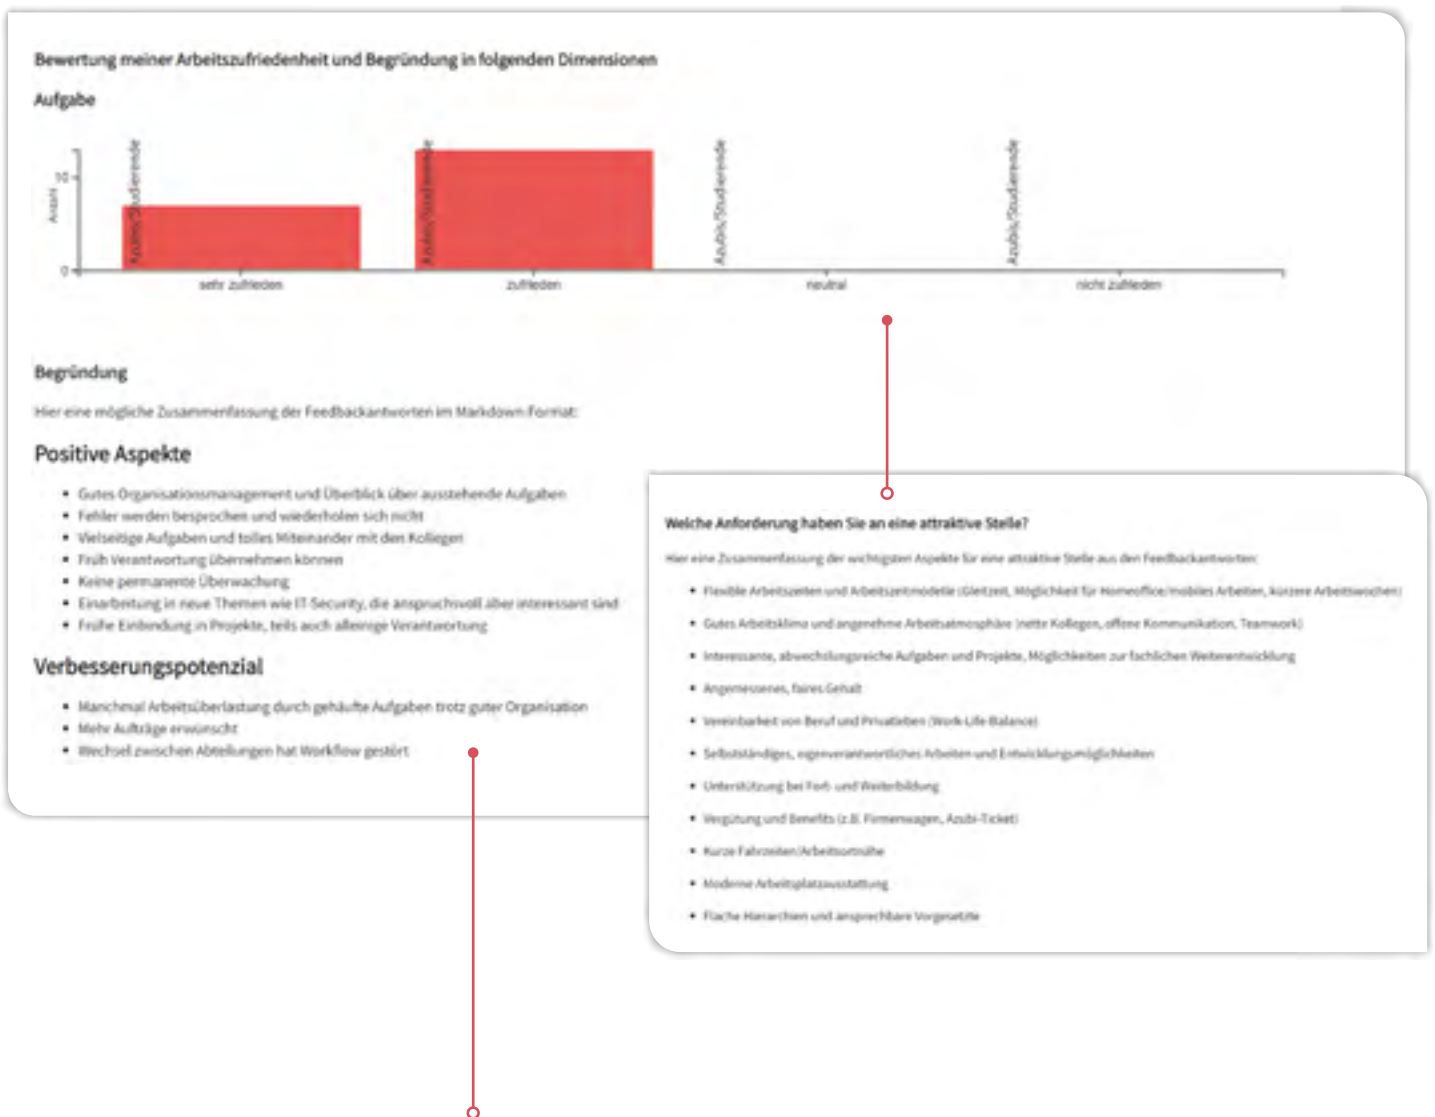 Bewertung meiner Arbeitszufriedenheit und Begründung in folgenden Dimensionen
Aufgabe
Anzahl
10
0
Azubis/Studierende
Azubis/Studierende
Azubis/Studierende
Azubis/Studierende
sehr zufrieden
zufrieden
neutral
nicht zufrieden
Begründung
Hier eine mögliche Zusammenfassung der Feedbackantworten im Markdown-Format:
Positive Aspekte
• Gutes Organisationsmanagement und Überblick über ausstehende Aufgaben
• Fehler werden besprochen und wiederholen sich nicht
• Vielseitige Aufgaben und tolles Miteinander mit den Kollegen
• Früh Verantwortung übernehmen können
• Keine permanente Überwachung
• Einarbeitung in neue Themen wie IT-Security, die anspruchsvoll aber interessant sind
• Frühe Einbindung in Projekte, teils auch alleinige Verantwortung
Verbesserungspotenzial
• Manchmal Arbeitsüberlastung durch gehäufte Aufgaben trotz guter Organisation
• Mehr Aufträge erwünscht
• Wechsel zwischen Abteilungen hat Workflow gestört
Welche Anforderung haben Sie an eine attraktive Stelle?
Hier eine Zusammenfassung der wichtigsten Aspekte für eine attraktive Stelle aus den Feedbackantworten:
• Flexible Arbeitszeiten und Arbeitszeitmodelle (Gleitzeit, Möglichkeit für Homeoffice/mobiles Arbeiten, kürzere Arbeitswochen)
• Gutes Arbeitsklima und angenehme Arbeitsatmosphäre (nette Kollegen, offene Kommunikation, Teamwork)
• Interessante, abwechslungsreiche Aufgaben und Projekte, Möglichkeiten zur fachlichen Weiterentwicklung
• Angemessenes, faires Gehalt
• Vereinbarkeit von Beruf und Privatleben (Work-Life-Balance)
• Selbstständiges, eigenverantwortliches Arbeiten und Entwicklungsmöglichkeiten
• Unterstützung bei Fort- und Weiterbildung
• Vergütung und Benefits (z.B. Firmenwagen, Azubi-Ticket)
• Kurze Fahrzeiten/Arbeitsortnähe
• Moderne Arbeitsplatzausstattung
• Flache Hierarchien und ansprechbare Vorgesetzte